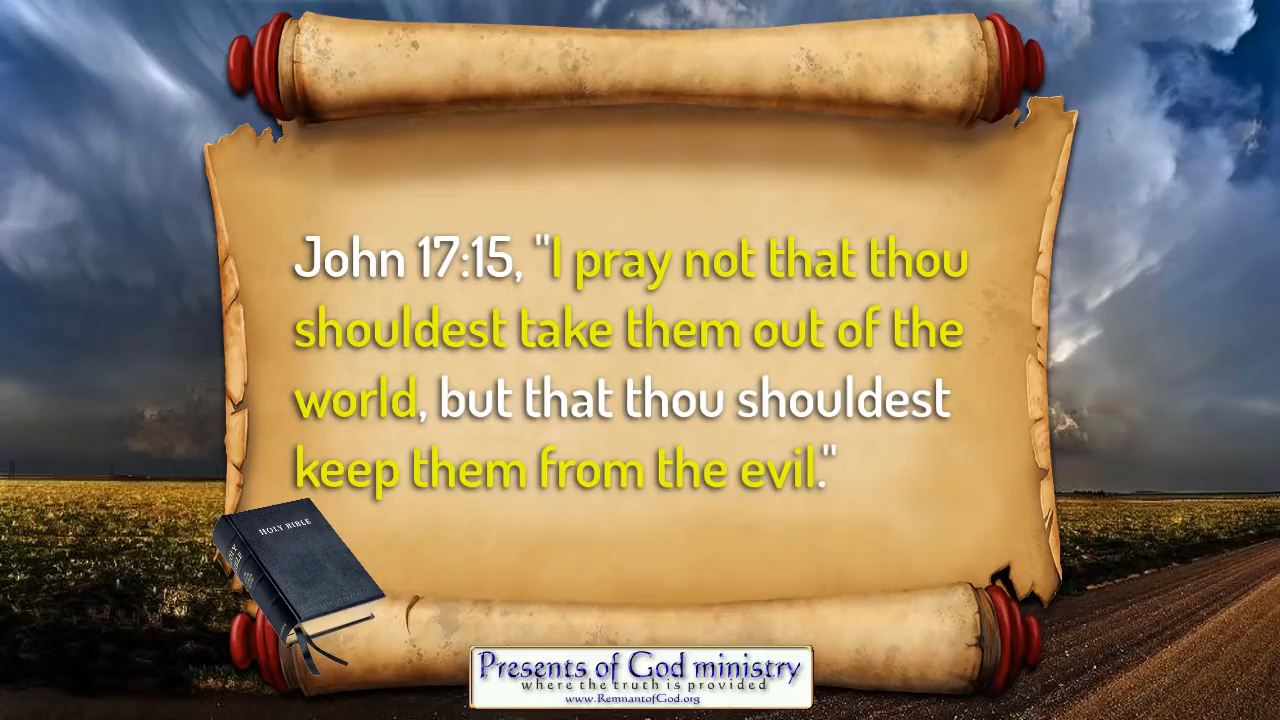 John 17:15, "I pray not that thou
shouldest take them out of the
world, but that thou shouldest
keep them from the evil."
HOLY BIBLE
Presents of God ministry
where the truth is provided
www.RemnantofGod.org